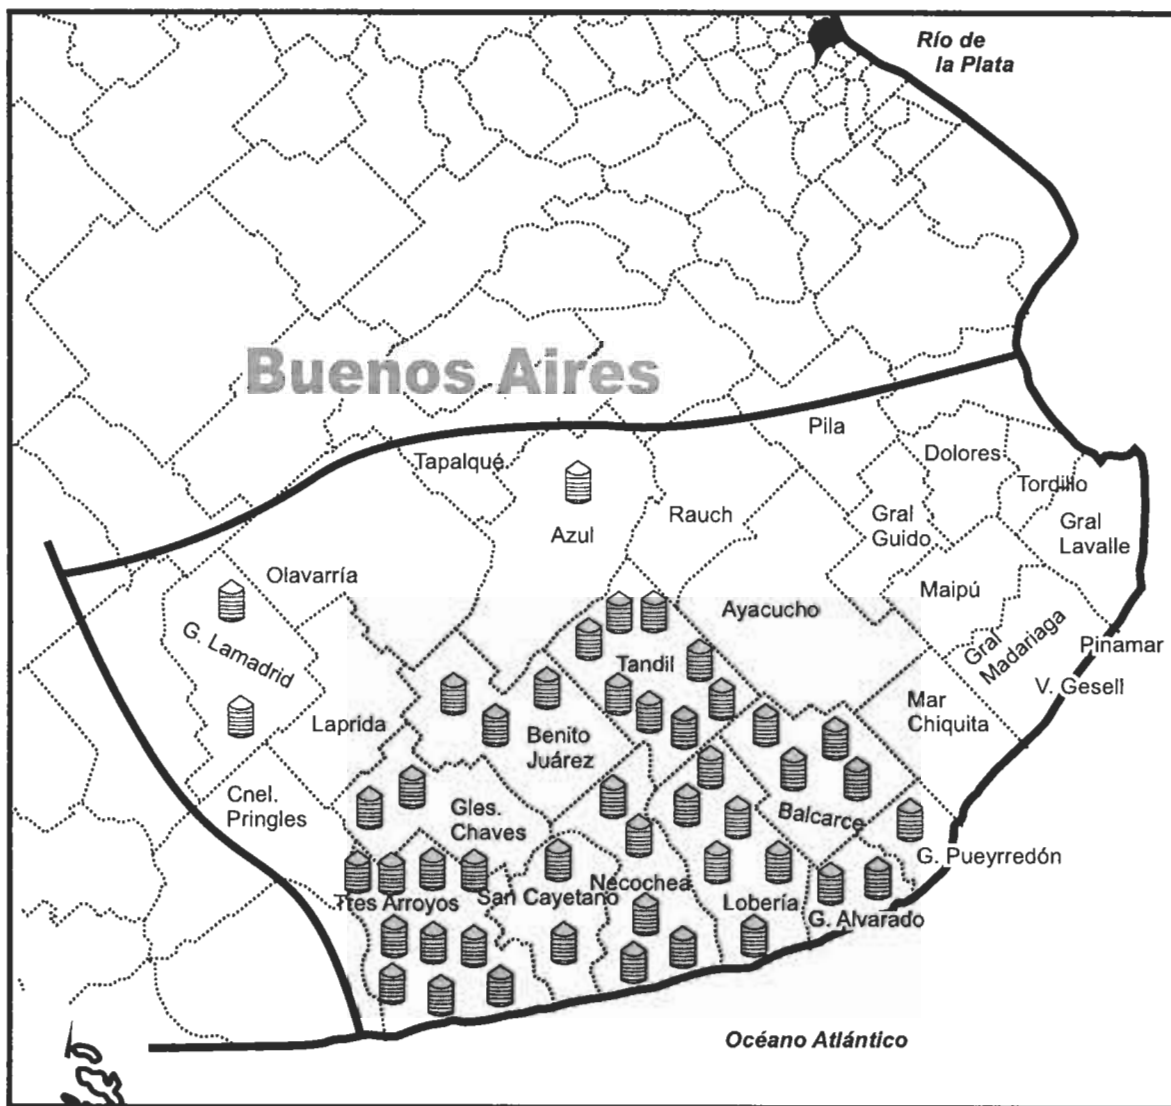 Río de
la Plata
Buenos Aires
Pila
Tapalqué
Dolores
Tordillo
Rauch
Azul
Gral
Guido
Gral
Lavalle
Olavarría
Maipú
Ayacucho
G. Lamadrid
Gral
Madariaga
Pinamar
Tandil
V. Gesell
Mar
Chiquita
Laprida
Benito
Juárez
Cnel.
Pringles
Gles.
Chaves
Balcarce
G. Pueyrredón
Necochea
Tres Arroyos
San Cayetano
Lobería
G. Alvarado
Océano Atlántico